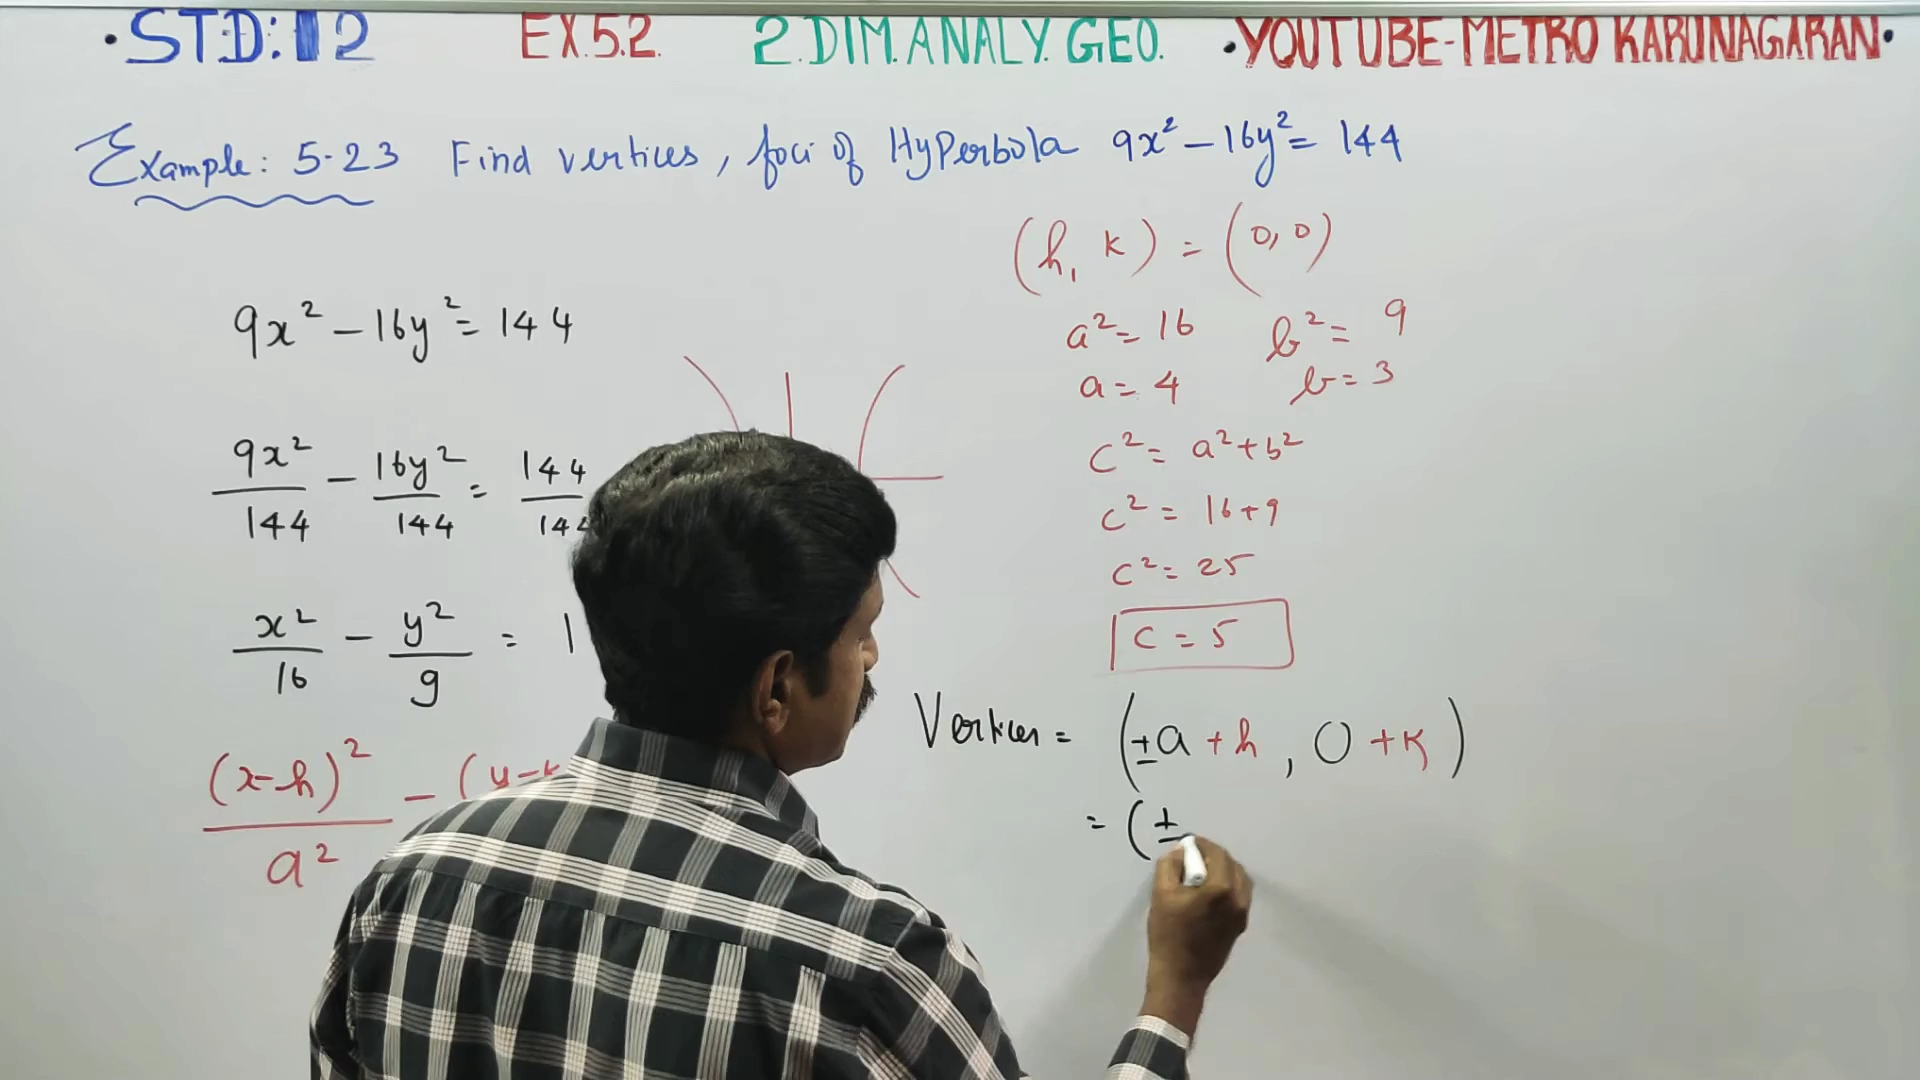 •STD: 12 EX.5.2. 2.DIM.ANALY.GEO. •YOUTUBE-METRO KARUNAGARAN•
Example: 5.23 Find vertices, foci of HyPerbola 9x² - 16y² = 144
(h, k) = (0, 0)
9x² - 16y² = 144
a² = 16 b² = 9
a = 4 b = 3
9x²/144 - 16y²/144 = 144/144
c² = a² + b²
c² = 16 + 9
c² = 25
x²/16 - y²/9 = 1
c = 5
Vertices = (±a + h, 0 + k)
(x-h)²/a² - (y-k
= (±